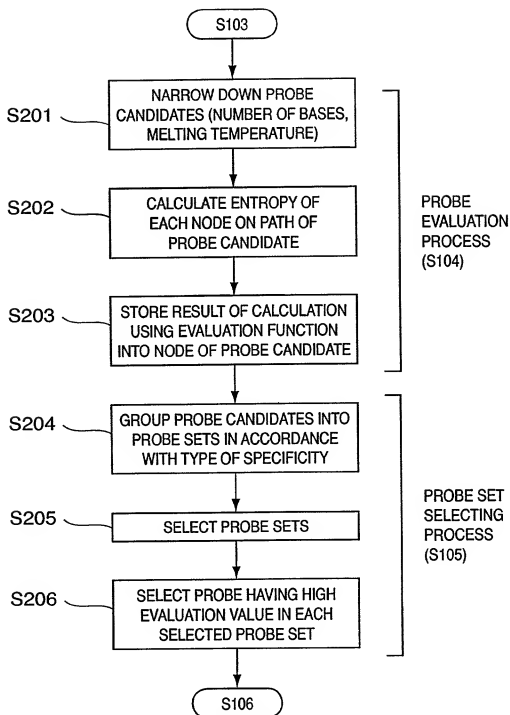 S103
S201
NARROW DOWN PROBE
CANDIDATES (NUMBER OF BASES,
MELTING TEMPERATURE)
S202
CALCULATE ENTROPY OF
EACH NODE ON PATH OF
PROBE CANDIDATE
S203
STORE RESULT OF CALCULATION
USING EVALUATION FUNCTION
INTO NODE OF PROBE CANDIDATE
PROBE
EVALUATION
PROCESS
(S104)
S204
GROUP PROBE CANDIDATES INTO
PROBE SETS IN ACCORDANCE
WITH TYPE OF SPECIFICITY
S205
SELECT PROBE SETS
S206
SELECT PROBE HAVING HIGH
EVALUATION VALUE IN EACH
SELECTED PROBE SET
PROBE SET
SELECTING
PROCESS
(S105)
S106